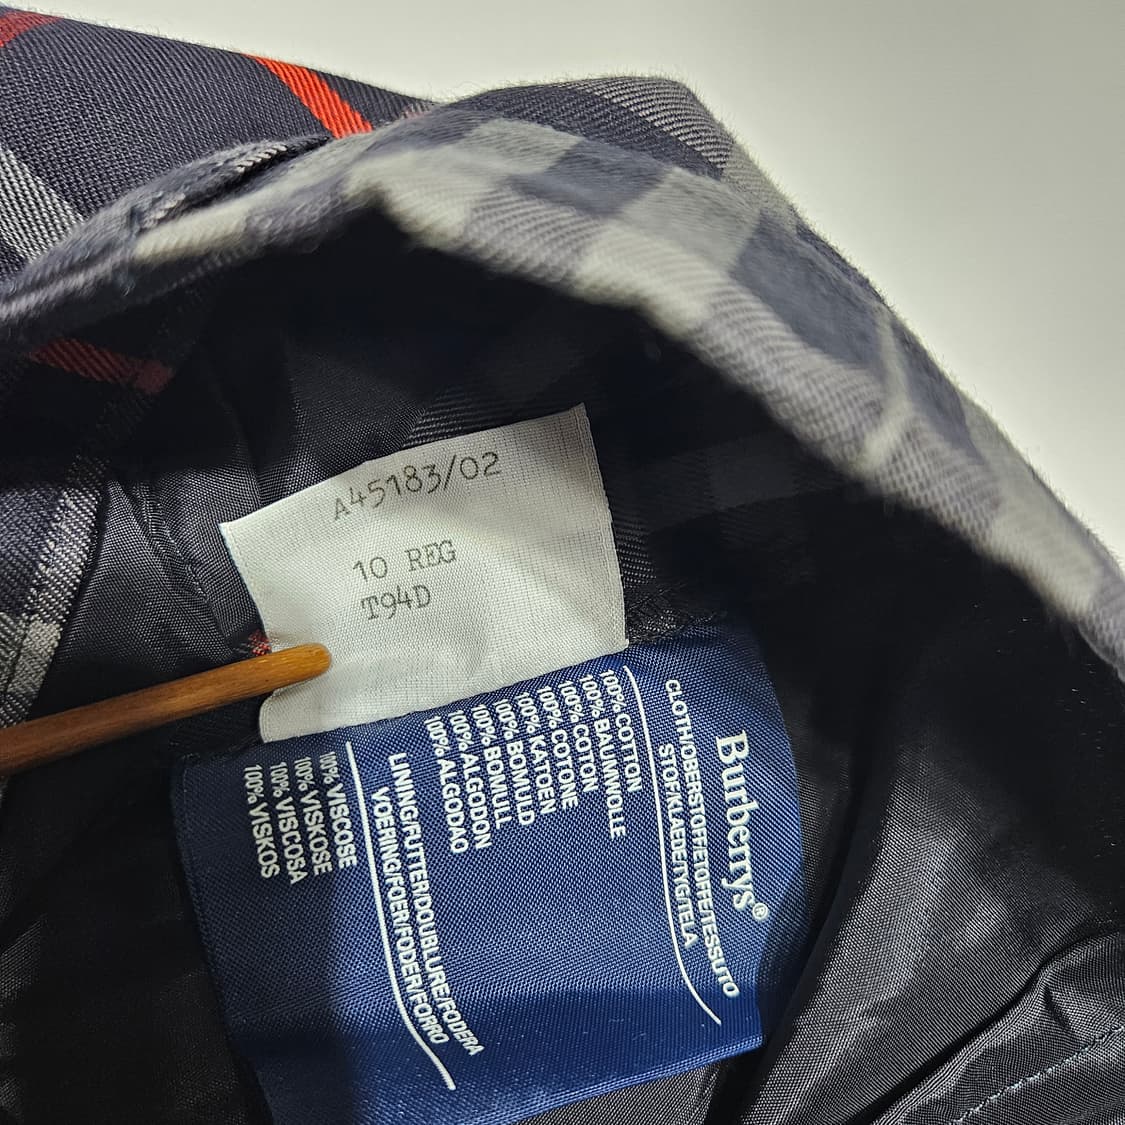 A45183/02
10 REG
T94D
Burberrys®
CLOTH/OBERSTOFF/ETOFFE/TESSUTO
STOF/KLAEDE/TYG/TELA
100% COTTON
100% BAUMWOLLE
100% COTON
100% COTONE
100% KATOEN
100% BOMULD
100% BOMULL
100% ALGODON
100% ALGODAO
LINING/FUTTER/DOUBLURE/FODERA
VOERING/FOER/FODER/FORRO
100% VISCOSE
100% VISKOSE
100% VISCOSA
100% VISKOS